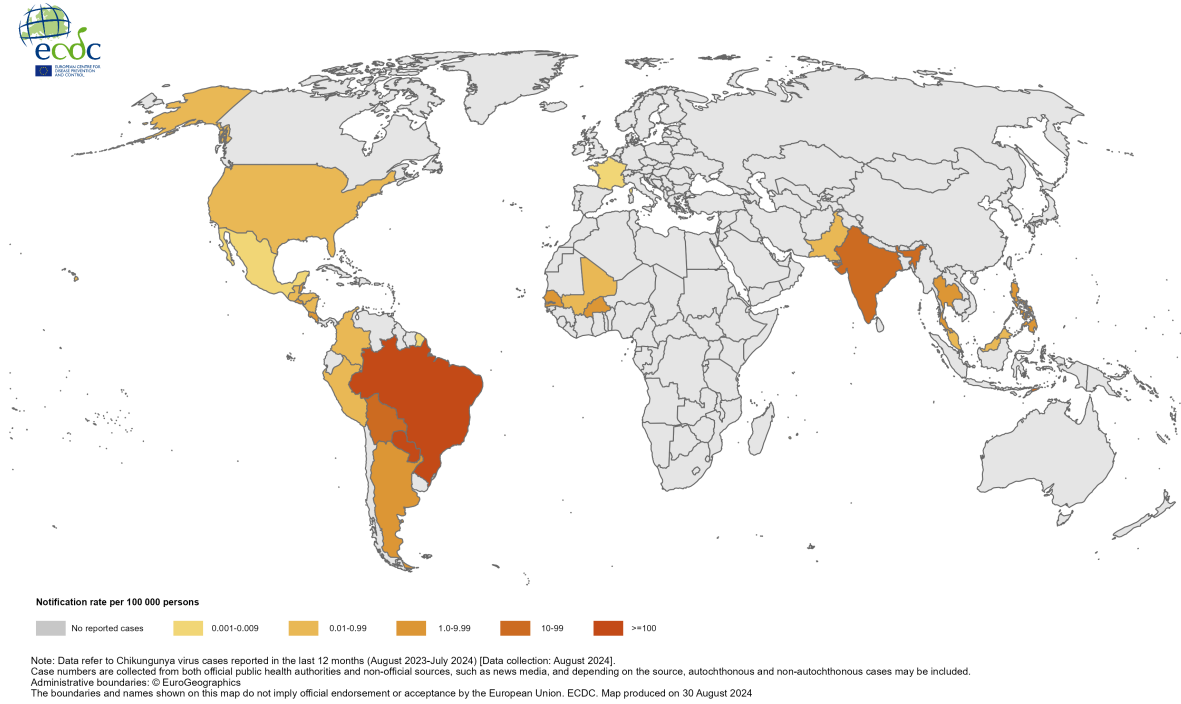 ecdc
EUROPEAN CENTRE FOR
DISEASE PREVENTION
AND CONTROL
Notification rate per 100 000 persons
No reported cases
0.001-0.009
0.01-0.99
1.0-9.99
10-99
>=100
Note: Data refer to Chikungunya virus cases reported in the last 12 months (August 2023-July 2024) [Data collection: August 2024].
Case numbers are collected from both official public health authorities and non-official sources, such as news media, and depending on the source, autochthonous and non-autochthonous cases may be included.
Administrative boundaries: © EuroGeographics
The boundaries and names shown on this map do not imply official endorsement or acceptance by the European Union. ECDC. Map produced on 30 August 2024